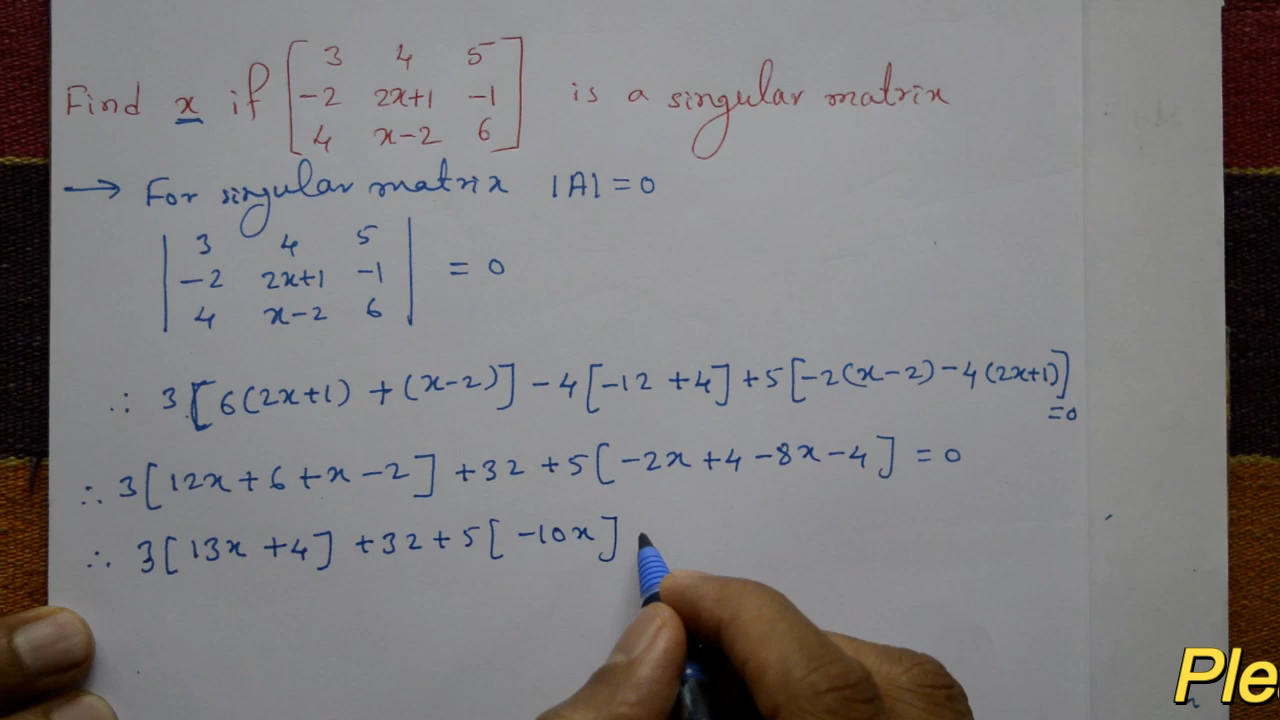 Find x if [ 3 4 5
-2 2x+1 -1
4 x-2 6 ] is a singular matrix
→ For singular matrix |A| = 0
| 3 4 5 |
| -2 2x+1 -1 | = 0
| 4 x-2 6 |
∴ 3[6(2x+1) + (x-2)] - 4[-12 + 4] + 5[-2(x-2) - 4(2x+1)]
=0
∴ 3[12x + 6 + x - 2] + 32 + 5[-2x + 4 - 8x - 4] = 0
∴ 3[13x + 4] + 32 + 5[-10x]
Ple